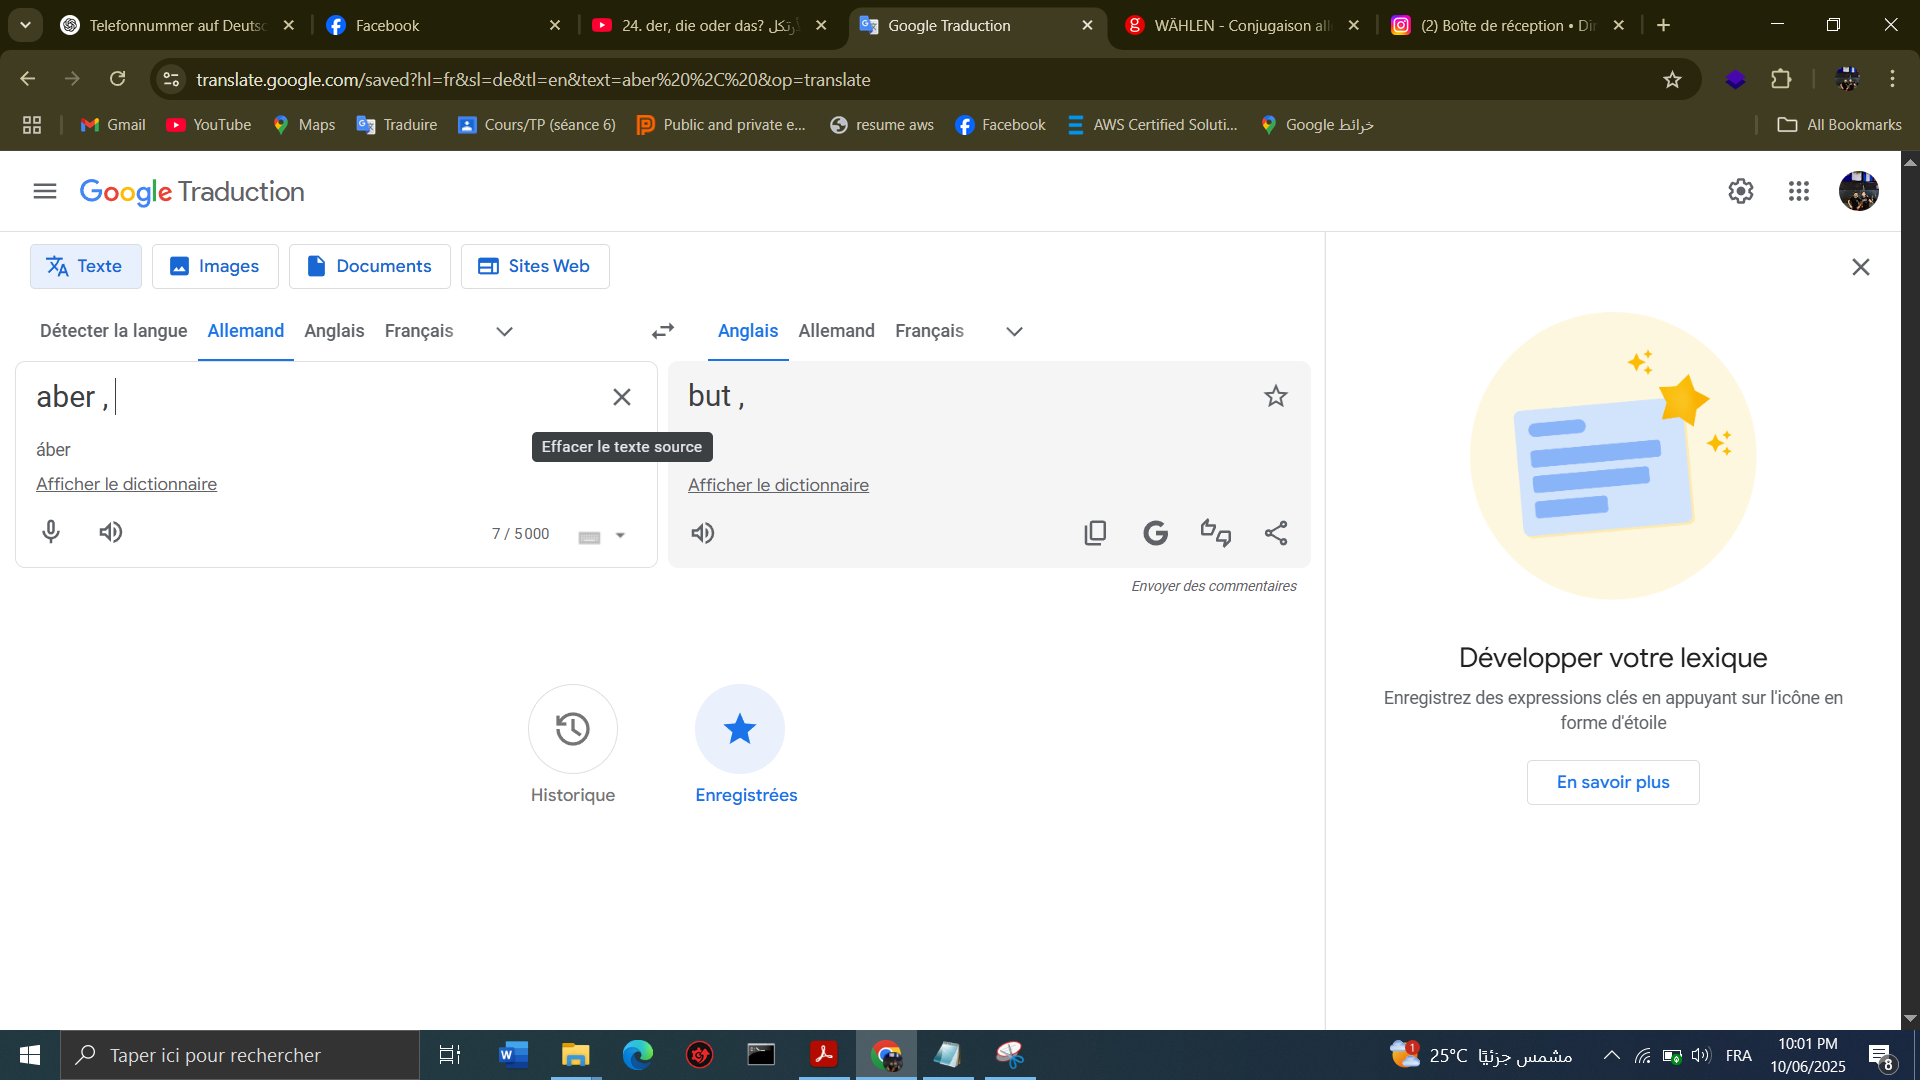 Telefonnummer auf Deutsc
Facebook
24. der, die oder das?
Google Traduction
WÄHLEN - Conjugaison all
(2) Boîte de réception • Dir
translate.google.com/saved?hl=fr&sl=de&tl=en&text=aber%20%2C%20&op=translate
Gmail
YouTube
Maps
Traduire
Cours/TP (séance 6)
Public and private e...
resume aws
Facebook
AWS Certified Soluti...
خرائط Google
All Bookmarks
Google Traduction
Texte
Images
Documents
Sites Web
Détecter la langue
Allemand
Anglais
Français
Anglais
Allemand
Français
aber ,
but ,
áber
Effacer le texte source
Afficher le dictionnaire
Afficher le dictionnaire
7 / 5 000
Envoyer des commentaires
Historique
Enregistrées
Développer votre lexique
Enregistrez des expressions clés en appuyant sur l'icône en
forme d'étoile
En savoir plus
Taper ici pour rechercher
1
25°C مشمس جزئيًا
FRA
10:01 PM
10/06/2025
8